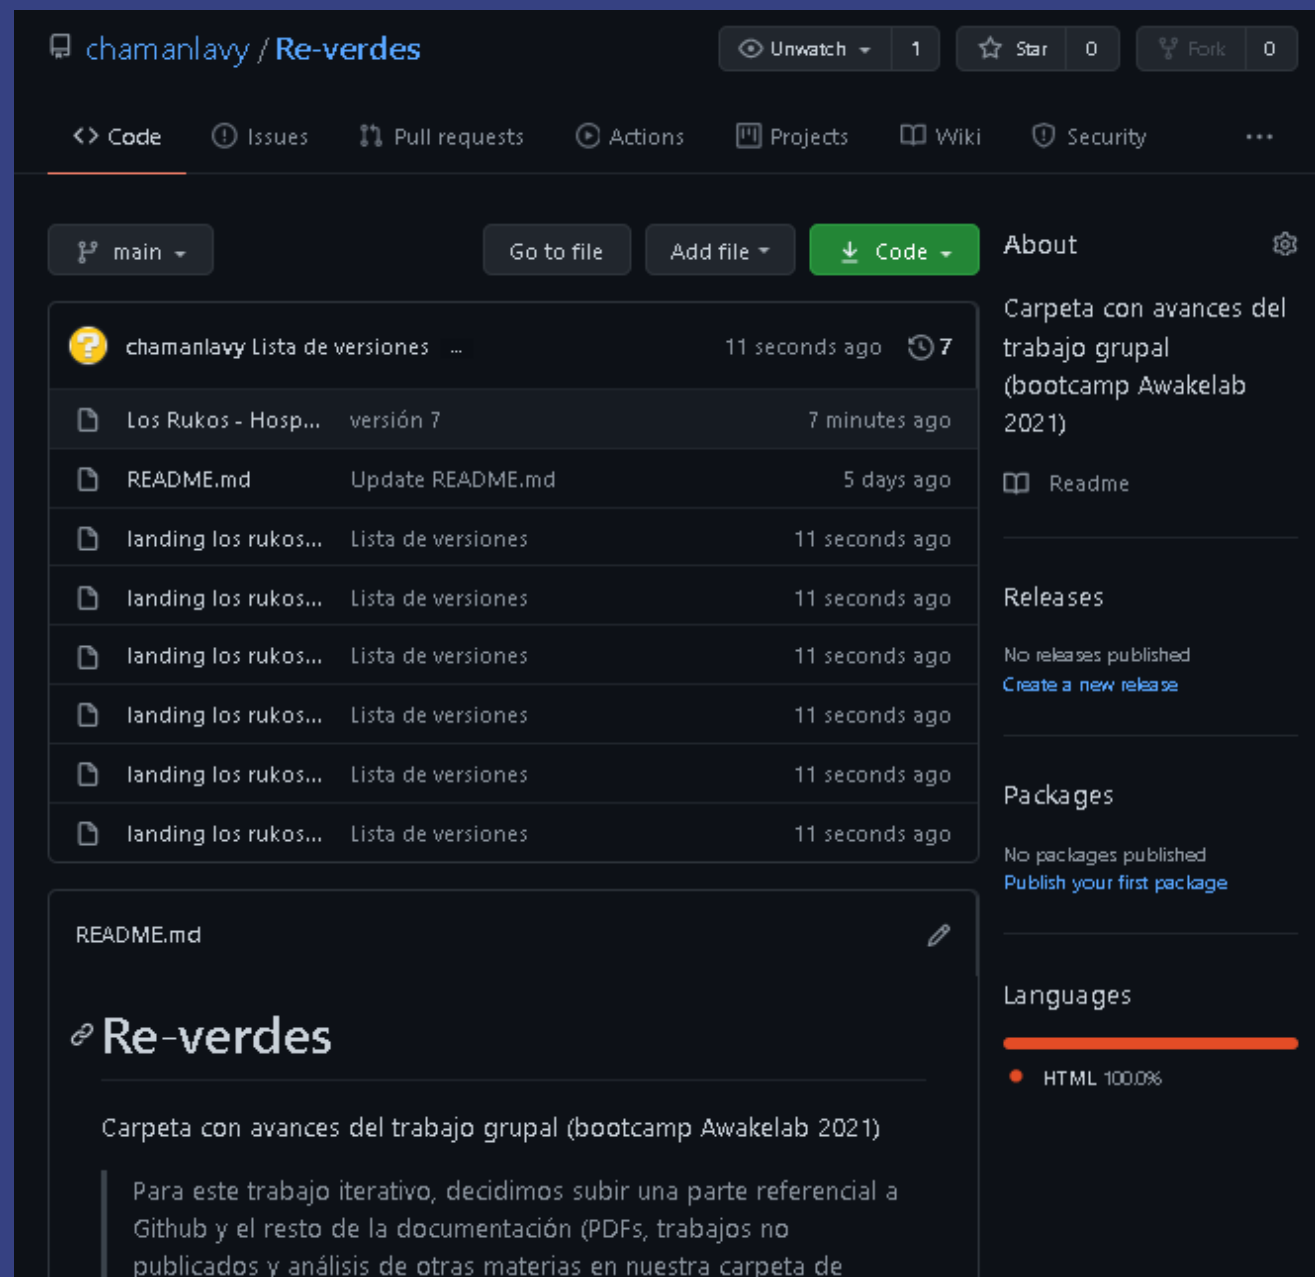 chamanlavy / Re-verdes
Unwatch 1 Star 0 Fork 0
<> Code Issues Pull requests Actions Projects Wiki Security ...
main Go to file Add file Code
chamanlavy Lista de versiones ... 11 seconds ago 7
Los Rukos - Hosp... versión 7 7 minutes ago
README.md Update README.md 5 days ago
landing los rukos... Lista de versiones 11 seconds ago
landing los rukos... Lista de versiones 11 seconds ago
landing los rukos... Lista de versiones 11 seconds ago
landing los rukos... Lista de versiones 11 seconds ago
landing los rukos... Lista de versiones 11 seconds ago
landing los rukos... Lista de versiones 11 seconds ago
README.md
Re-verdes
Carpeta con avances del trabajo grupal (bootcamp Awakelab 2021)
Para este trabajo iterativo, decidimos subir una parte referencial a
Github y el resto de la documentación (PDFs, trabajos no
publicados y análisis de otras materias en nuestra carpeta de
About
Carpeta con avances del
trabajo grupal
(bootcamp Awakelab
2021)
Readme
Releases
No releases published
Create a new release
Packages
No packages published
Publish your first package
Languages
HTML 100.0%